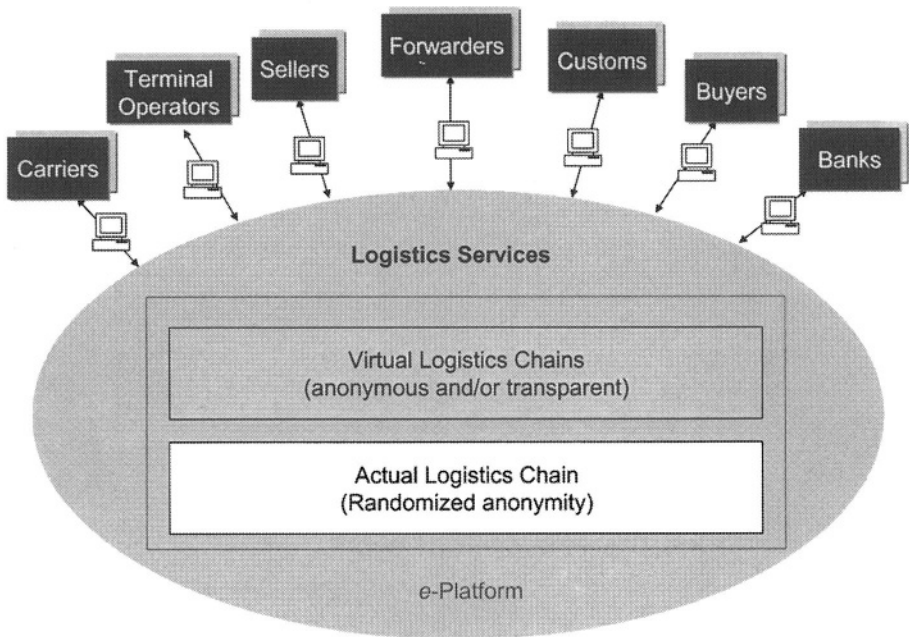 Forwarders
Sellers
Customs
Terminal
Operators
Buyers
Carriers
Banks
Logistics Services
Virtual Logistics Chains
(anonymous and/or transparent)
Actual Logistics Chain
(Randomized anonymity)
e-Platform